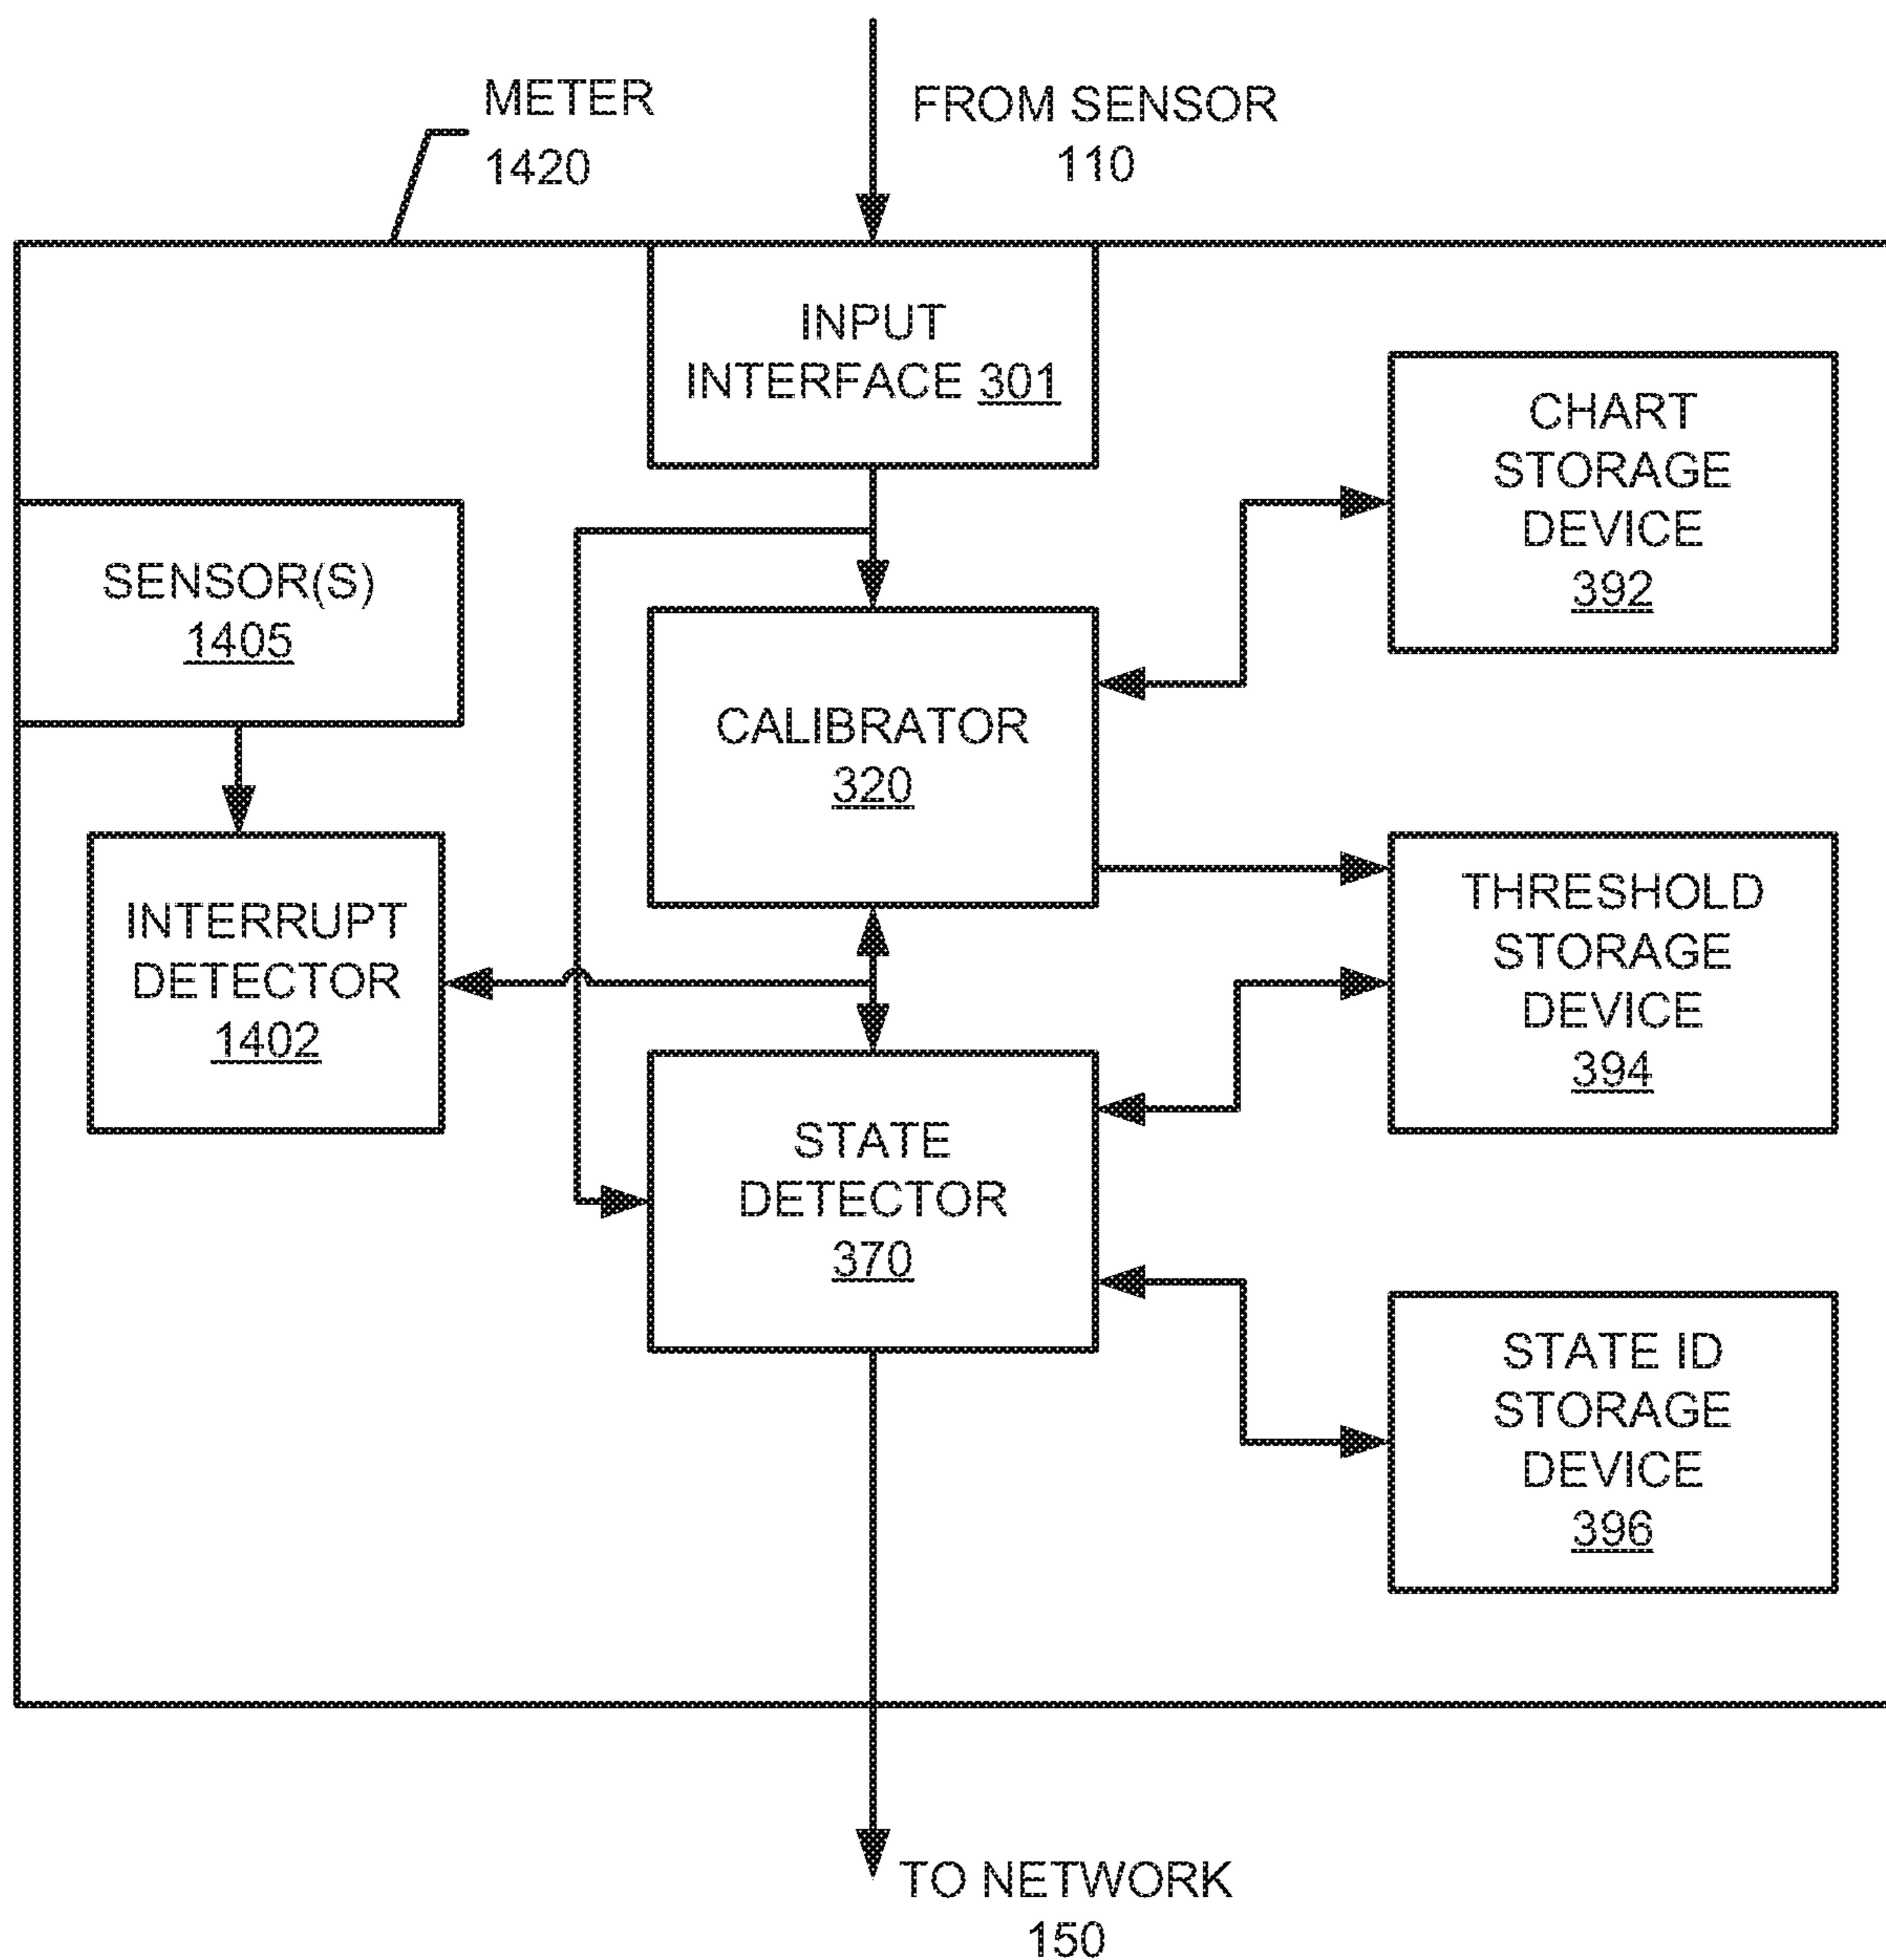 METER
1420
FROM SENSOR
110
INPUT
INTERFACE 301
CHART
STORAGE
DEVICE
392
SENSOR(S)
1405
CALIBRATOR
320
INTERRUPT
DETECTOR
1402
THRESHOLD
STORAGE
DEVICE
394
STATE
DETECTOR
370
STATE ID
STORAGE
DEVICE
396
TO NETWORK
150